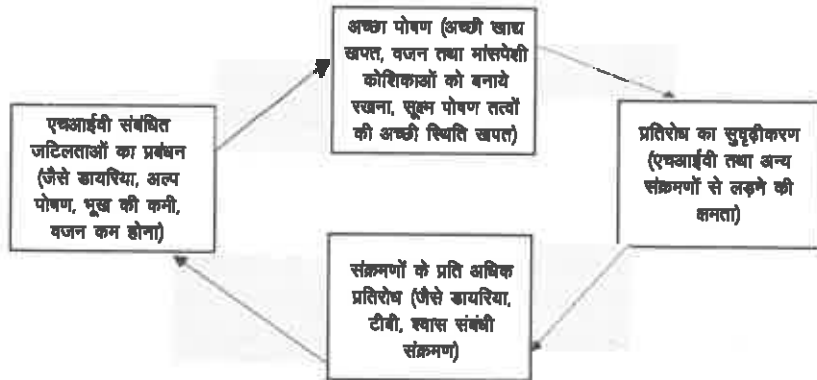 अच्छा पोषण (अच्छी खाद्य
खपत, वजन तथा मांसपेशी
कोशिकाओं को बनाये
रखना, सूक्ष्म पोषण तत्वों
की अच्छी स्थिति खपत)
एचआईवी संबंधित
जटिलताओं का प्रबंधन
(जैसे डायरिया, अल्प
पोषण, भूख की कमी,
वजन कम होना)
प्रतिरोध का सुवृढ़ीकरण
(एचआईवी तथा अन्य
संक्रमणों से लड़ने की
क्षमता)
संक्रमणों के प्रति अधिक
प्रतिरोध (जैसे डायरिया,
टीबी, श्वास संबंधी
संक्रमण)